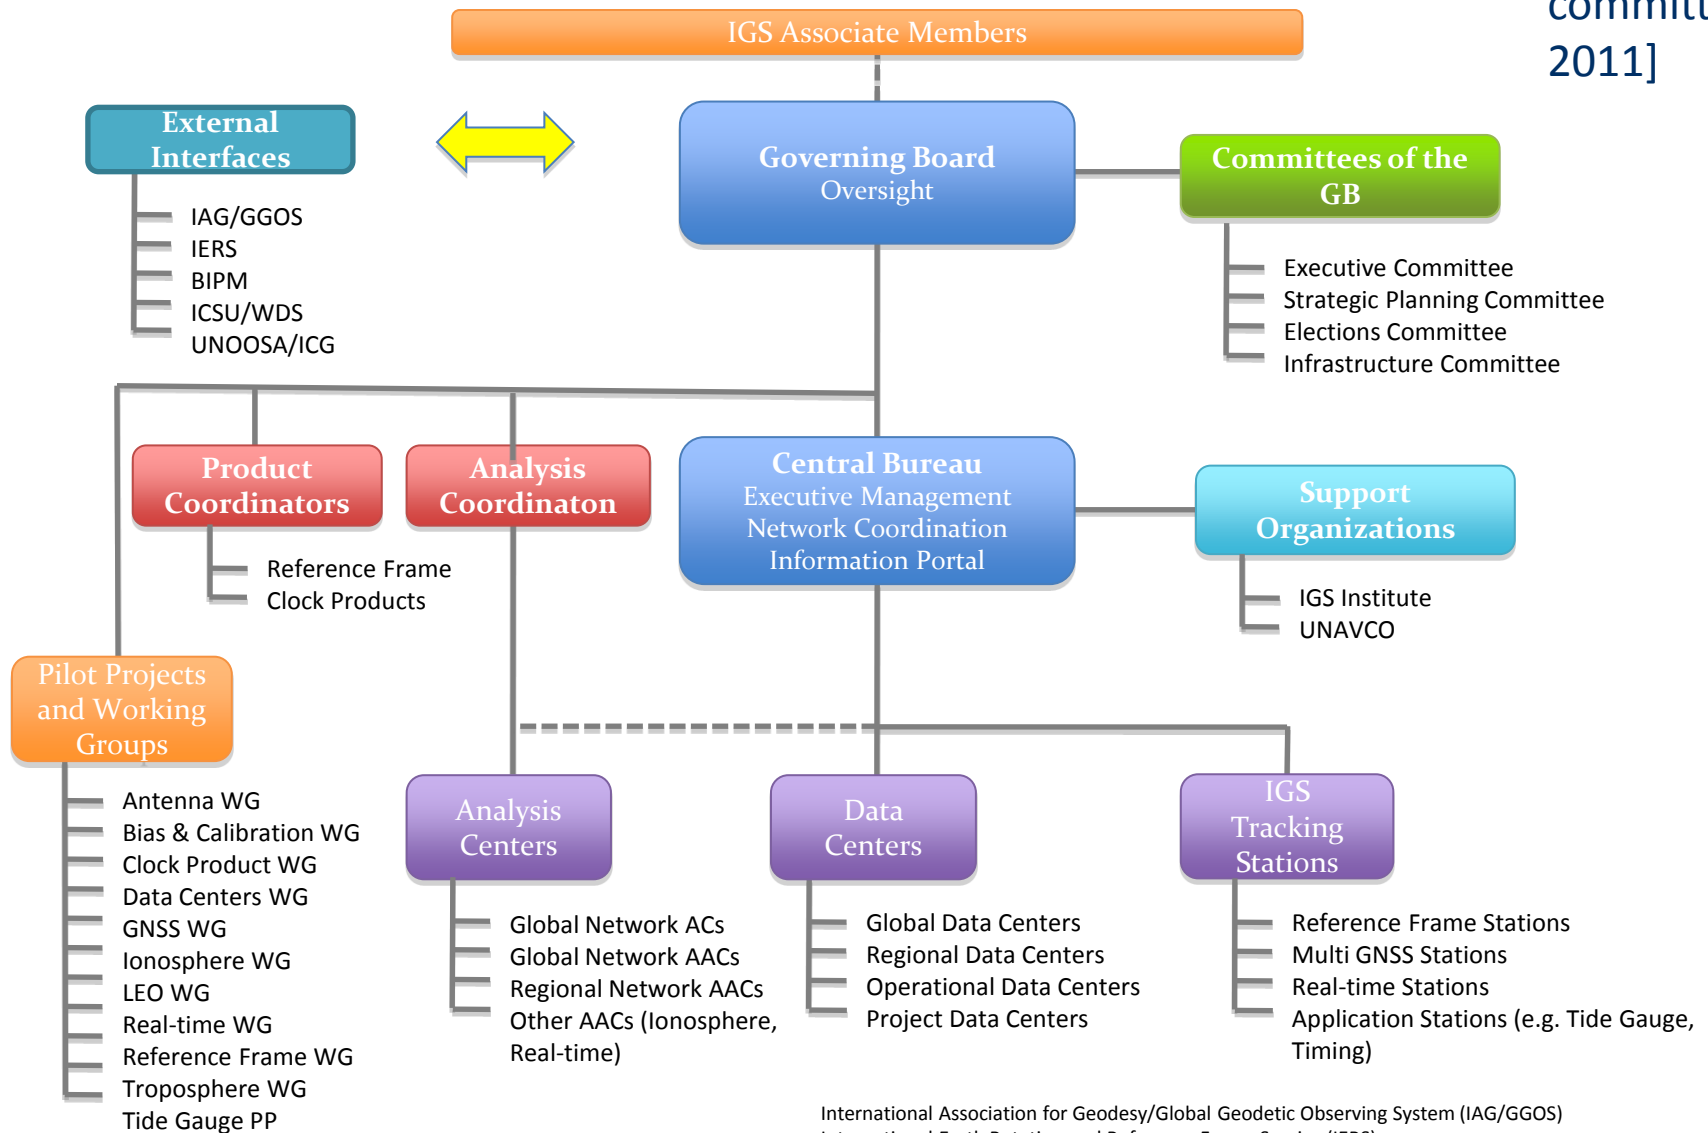 committ
2011]
IGS Associate Members
External
Interfaces
IAG/GGOS
IERS
BIPM
ICSU/WDS
UNOOSA/ICG
Governing Board
Oversight
Committees of the
GB
Executive Committee
Strategic Planning Committee
Elections Committee
Infrastructure Committee
Product
Coordinators
Reference Frame
Clock Products
Analysis
Coordinaton
Central Bureau
Executive Management
Network Coordination
Information Portal
Support
Organizations
IGS Institute
UNAVCO
Pilot Projects
and Working
Groups
Antenna WG
Bias & Calibration WG
Clock Product WG
Data Centers WG
GNSS WG
Ionosphere WG
LEO WG
Real-time WG
Reference Frame WG
Troposphere WG
Tide Gauge PP
Analysis
Centers
Global Network ACs
Global Network AACs
Regional Network AACs
Other AACs (Ionosphere,
Real-time)
Data
Centers
Global Data Centers
Regional Data Centers
Operational Data Centers
Project Data Centers
IGS
Tracking
Stations
Reference Frame Stations
Multi GNSS Stations
Real-time Stations
Application Stations (e.g. Tide Gauge,
Timing)
International Association for Geodesy/Global Geodetic Observing System (IAG/GGOS)